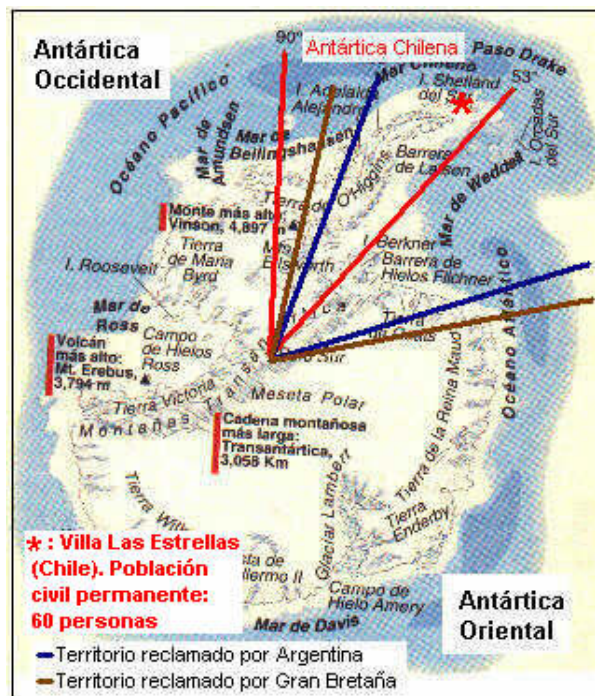 Antártica
Occidental
90°
Antártica Chilena
Mar Chileno
Paso Drake
I. Shelland
del Sur
53°
I. Orcadas
del Sur
I. Adelaida
Alejandro
Océano Pacífico
Mar de
Amundsen
Mar de
Bellingshausen
Barrera
de Larsen
Mar de Weddell
Tierra de O'Higgins
Monte más alto:
Vinson, 4,897 m
Tierra
de Maria
Byrd
Mte
Ellsworth
I. Berkner
Barrera de
Hielos Filchner
I. Roosevelt
Mar de
Ross
Campo
de Hielos
Ross
Océano Atlántico
Volcán
más alto:
Mt. Erebus,
3,794 m
Tierra Victoria
Montañas
Sur
Meseta Polar
Tierra
Coats
Tierra de la Reina Maud
Cadena montañosa
más larga:
Transantártica,
3,058 Km
Tierra
Enderby
Glaciar Lambert
Tierra
Campo de
Hielo Amery
Mar de Davis
* : Villa Las Estrellas
(Chile). Población
civil permanente:
60 personas
Antártica
Oriental
Territorio reclamado por Argentina
Territorio reclamado por Gran Bretaña